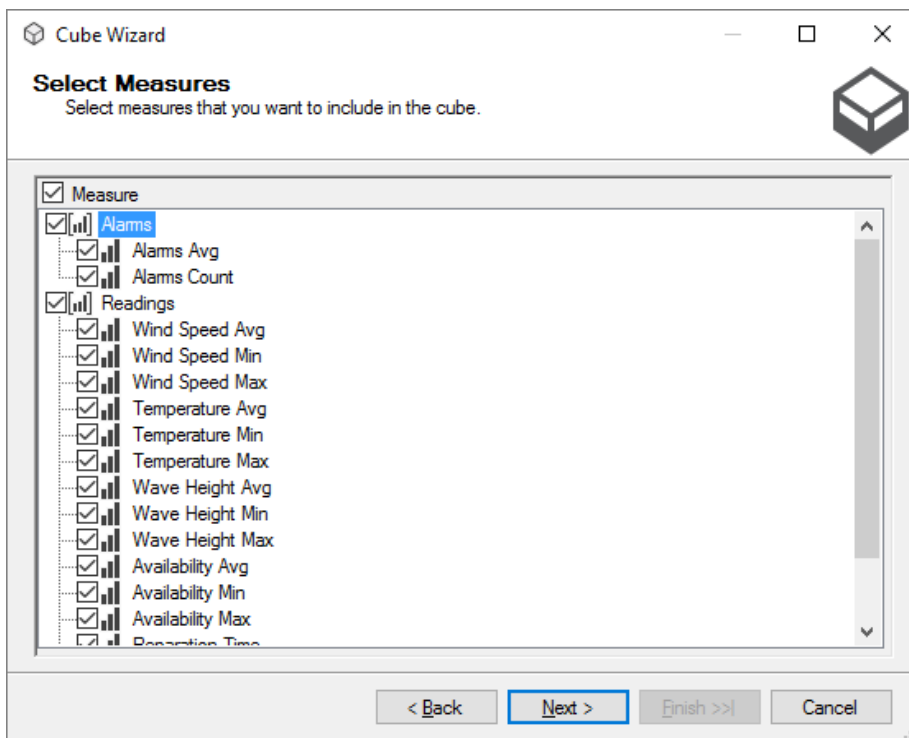 Cube Wizard
Select Measures
Select measures that you want to include in the cube.
Measure
Alarms
Alarms Avg
Alarms Count
Readings
Wind Speed Avg
Wind Speed Min
Wind Speed Max
Temperature Avg
Temperature Min
Temperature Max
Wave Height Avg
Wave Height Min
Wave Height Max
Availability Avg
Availability Min
Availability Max
Reparation Time
< Back Next > Finish >>| Cancel